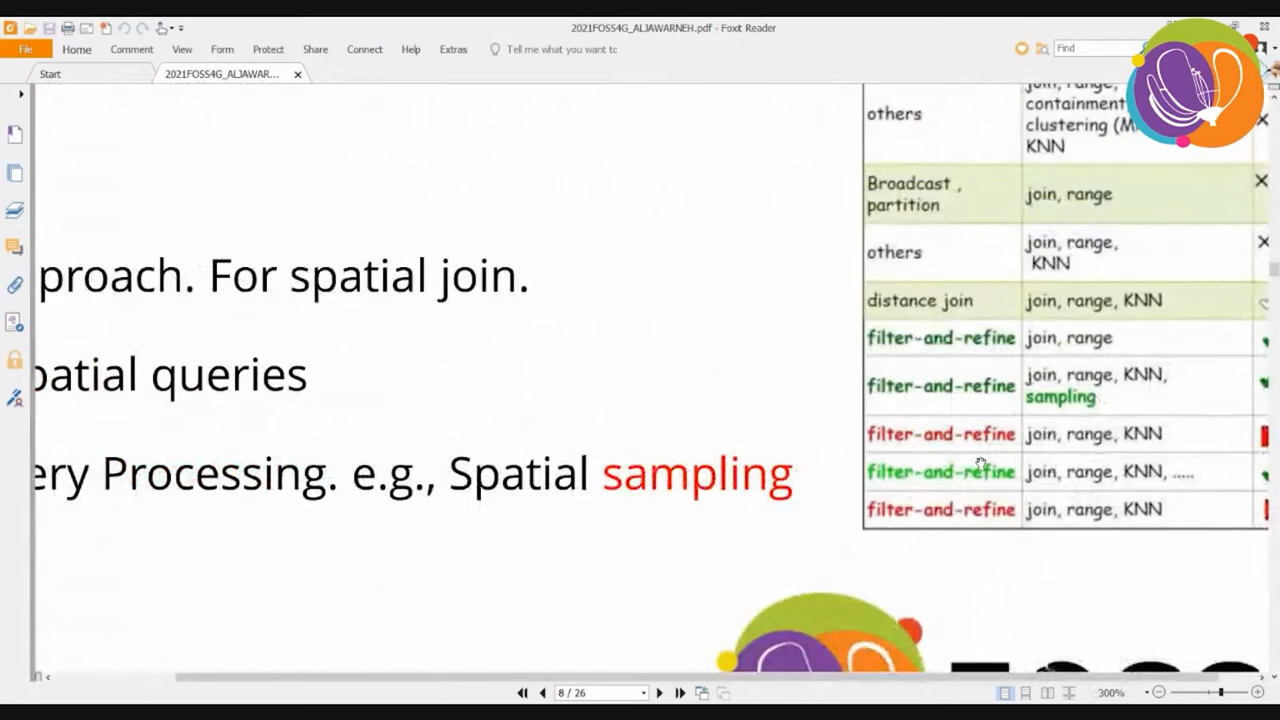 2021FOSS4G_ALJAWARNEH.pdf - Foxit Reader
File Home Comment View Form Protect Share Connect Help Extras Tell me what you want to Find
Start 2021FOSS4G_ALJAWAR...
join, range,
others containment
KNN
Broadcast ,
partition
join, range
others
join, range,
KNN
proach. For spatial join.
distance join join, range, KNN
filter-and-refine join, range
patial queries
filter-and-refine join, range, KNN,
sampling
filter-and-refine join, range, KNN
ery Processing. e.g., Spatial sampling
filter-and-refine join, range, KNN, .....
filter-and-refine join, range, KNN
8 / 26
300%